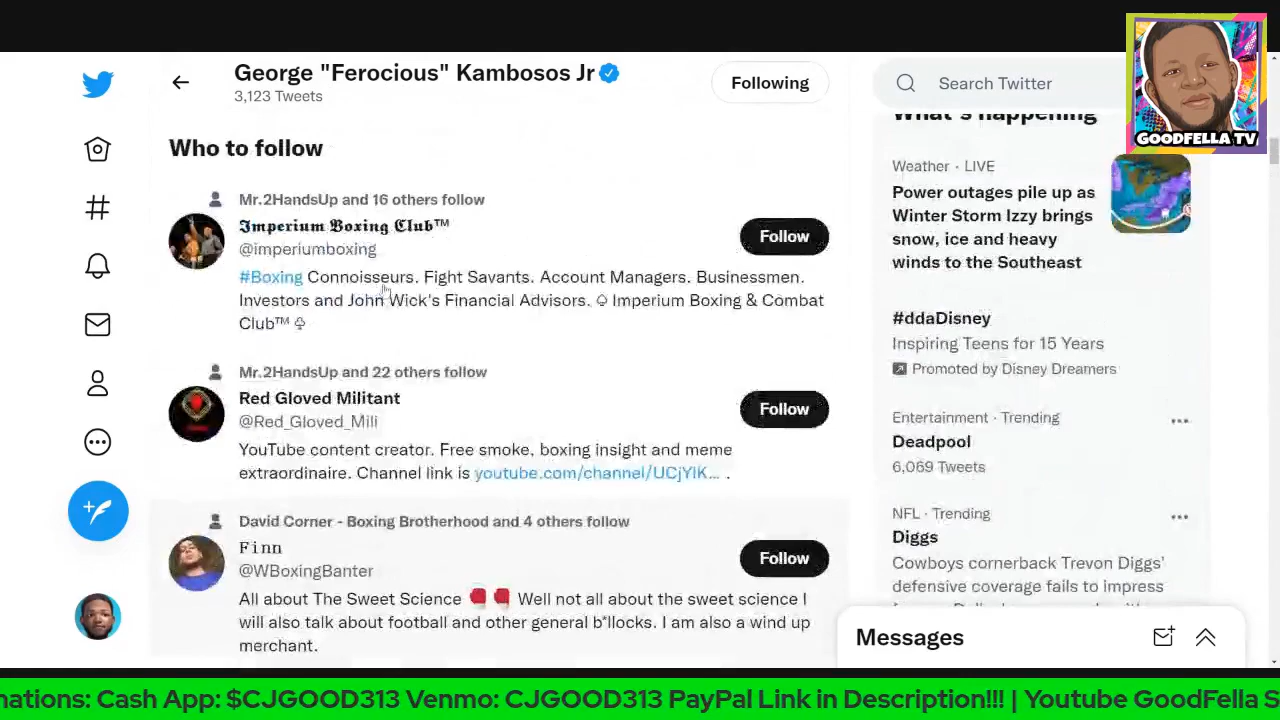 George "Ferocious" Kambosos Jr
3,123 Tweets
Following
Search Twitter
GOODFELLA TV
Who to follow
Mr.2HandsUp and 16 others follow
𝕴𝖒𝖕𝖊𝖗𝖎𝖚𝖒 𝕭𝖔𝖝𝖎𝖓𝖌 𝕮𝖑𝖚𝖇™
@imperiumboxing
Follow
#Boxing Connoisseurs. Fight Savants. Account Managers. Businessmen.
Investors and John Wick's Financial Advisors. ♤ Imperium Boxing & Combat
Club™ ♤
Mr.2HandsUp and 22 others follow
Red Gloved Militant
@Red_Gloved_Mili
Follow
YouTube content creator. Free smoke, boxing insight and meme
extraordinaire. Channel link is youtube.com/channel/UCjYIK... .
David Corner - Boxing Brotherhood and 4 others follow
Finn
@WBoxingBanter
Follow
All about The Sweet Science 🥊🥊 Well not all about the sweet science I
will also talk about football and other general b*llocks. I am also a wind up
merchant.
What's happening
Weather · LIVE
Power outages pile up as
Winter Storm Izzy brings
snow, ice and heavy
winds to the Southeast
#ddaDisney
Inspiring Teens for 15 Years
Promoted by Disney Dreamers
Entertainment · Trending
Deadpool
6,069 Tweets
NFL · Trending
Diggs
Cowboys cornerback Trevon Diggs'
defensive coverage fails to impress
Messages
nations: Cash App: $CJGOOD313 Venmo: CJGOOD313 PayPal Link in Description!!! | Youtube GoodFella S